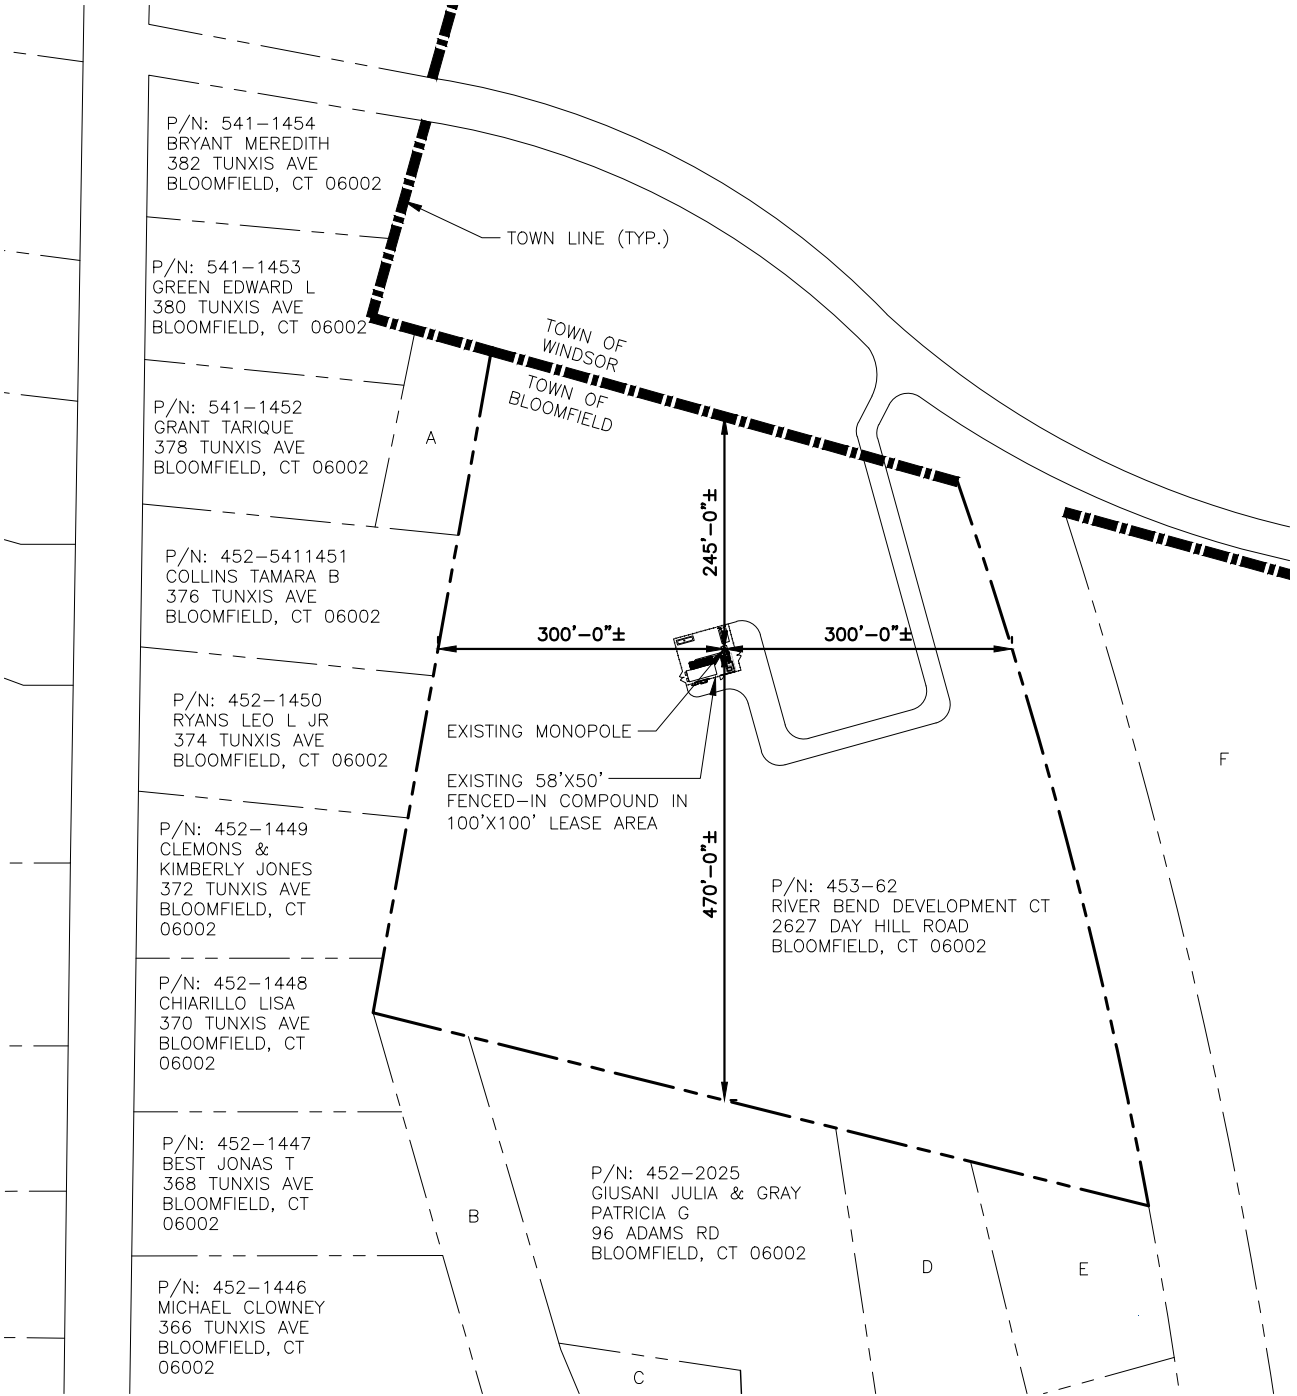 P/N: 541-1454
BRYANT MEREDITH
382 TUNXIS AVE
BLOOMFIELD, CT 06002
TOWN LINE (TYP.)
P/N: 541-1453
GREEN EDWARD L
380 TUNXIS AVE
BLOOMFIELD, CT 06002
TOWN OF
WINDSOR
TOWN OF
BLOOMFIELD
P/N: 541-1452
GRANT TARIQUE
378 TUNXIS AVE
BLOOMFIELD, CT 06002
A
245'-0"±
P/N: 452-5411451
COLLINS TAMARA B
376 TUNXIS AVE
BLOOMFIELD, CT 06002
300'-0"±
300'-0"±
P/N: 452-1450
RYANS LEO L JR
374 TUNXIS AVE
BLOOMFIELD, CT 06002
EXISTING MONOPOLE
EXISTING 58'X50'
FENCED-IN COMPOUND IN
100'X100' LEASE AREA
F
P/N: 452-1449
CLEMONS &
KIMBERLY JONES
372 TUNXIS AVE
BLOOMFIELD, CT
06002
470'-0"±
P/N: 453-62
RIVER BEND DEVELOPMENT CT
2627 DAY HILL ROAD
BLOOMFIELD, CT 06002
P/N: 452-1448
CHIARILLO LISA
370 TUNXIS AVE
BLOOMFIELD, CT
06002
P/N: 452-1447
BEST JONAS T
368 TUNXIS AVE
BLOOMFIELD, CT
06002
B
P/N: 452-2025
GIUSANI JULIA & GRAY
PATRICIA G
96 ADAMS RD
BLOOMFIELD, CT 06002
D
E
P/N: 452-1446
MICHAEL CLOWNEY
366 TUNXIS AVE
BLOOMFIELD, CT
06002
C